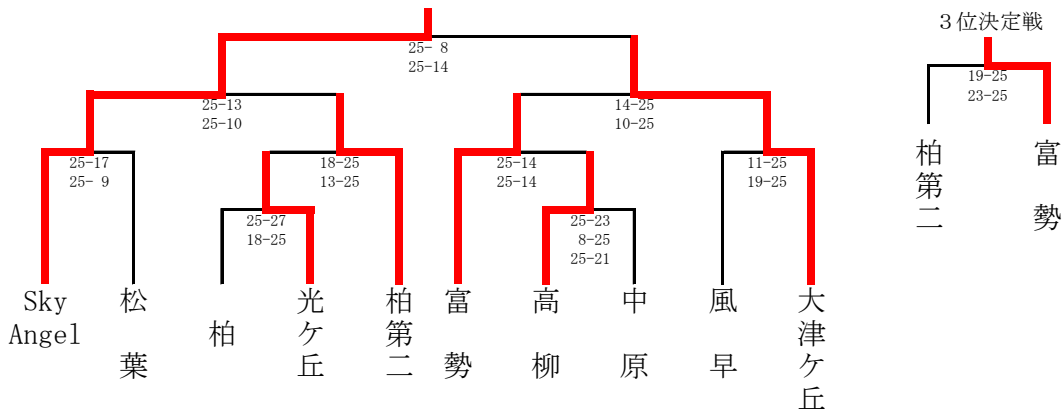 ３位決定戦
25- 8
25-14
19-25
23-25
25-13
25-10
14-25
10-25
25-17
25- 9
18-25
13-25
25-14
25-14
11-25
19-25
25-27
18-25
25-23
8-25
25-21
柏第二
富勢
Sky
Angel
松葉
柏
光ケ丘
柏第二
富勢
高柳
中原
風早
大津ケ丘